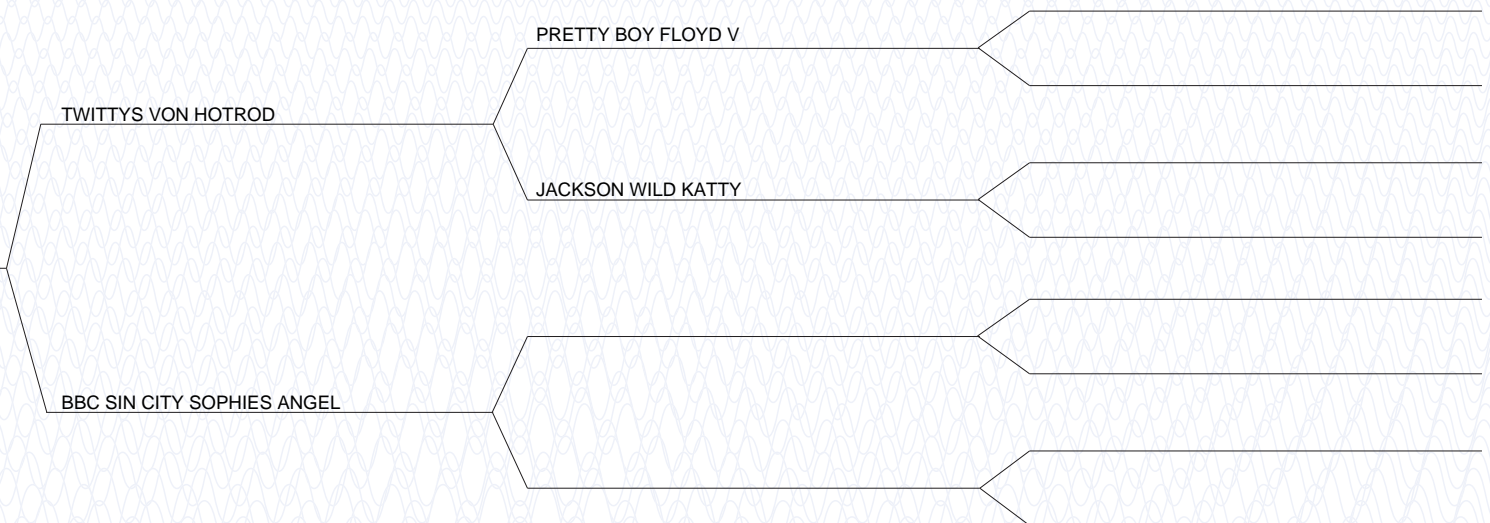 PRETTY BOY FLOYD V
TWITTYS VON HOTROD
JACKSON WILD KATTY
BBC SIN CITY SOPHIES ANGEL